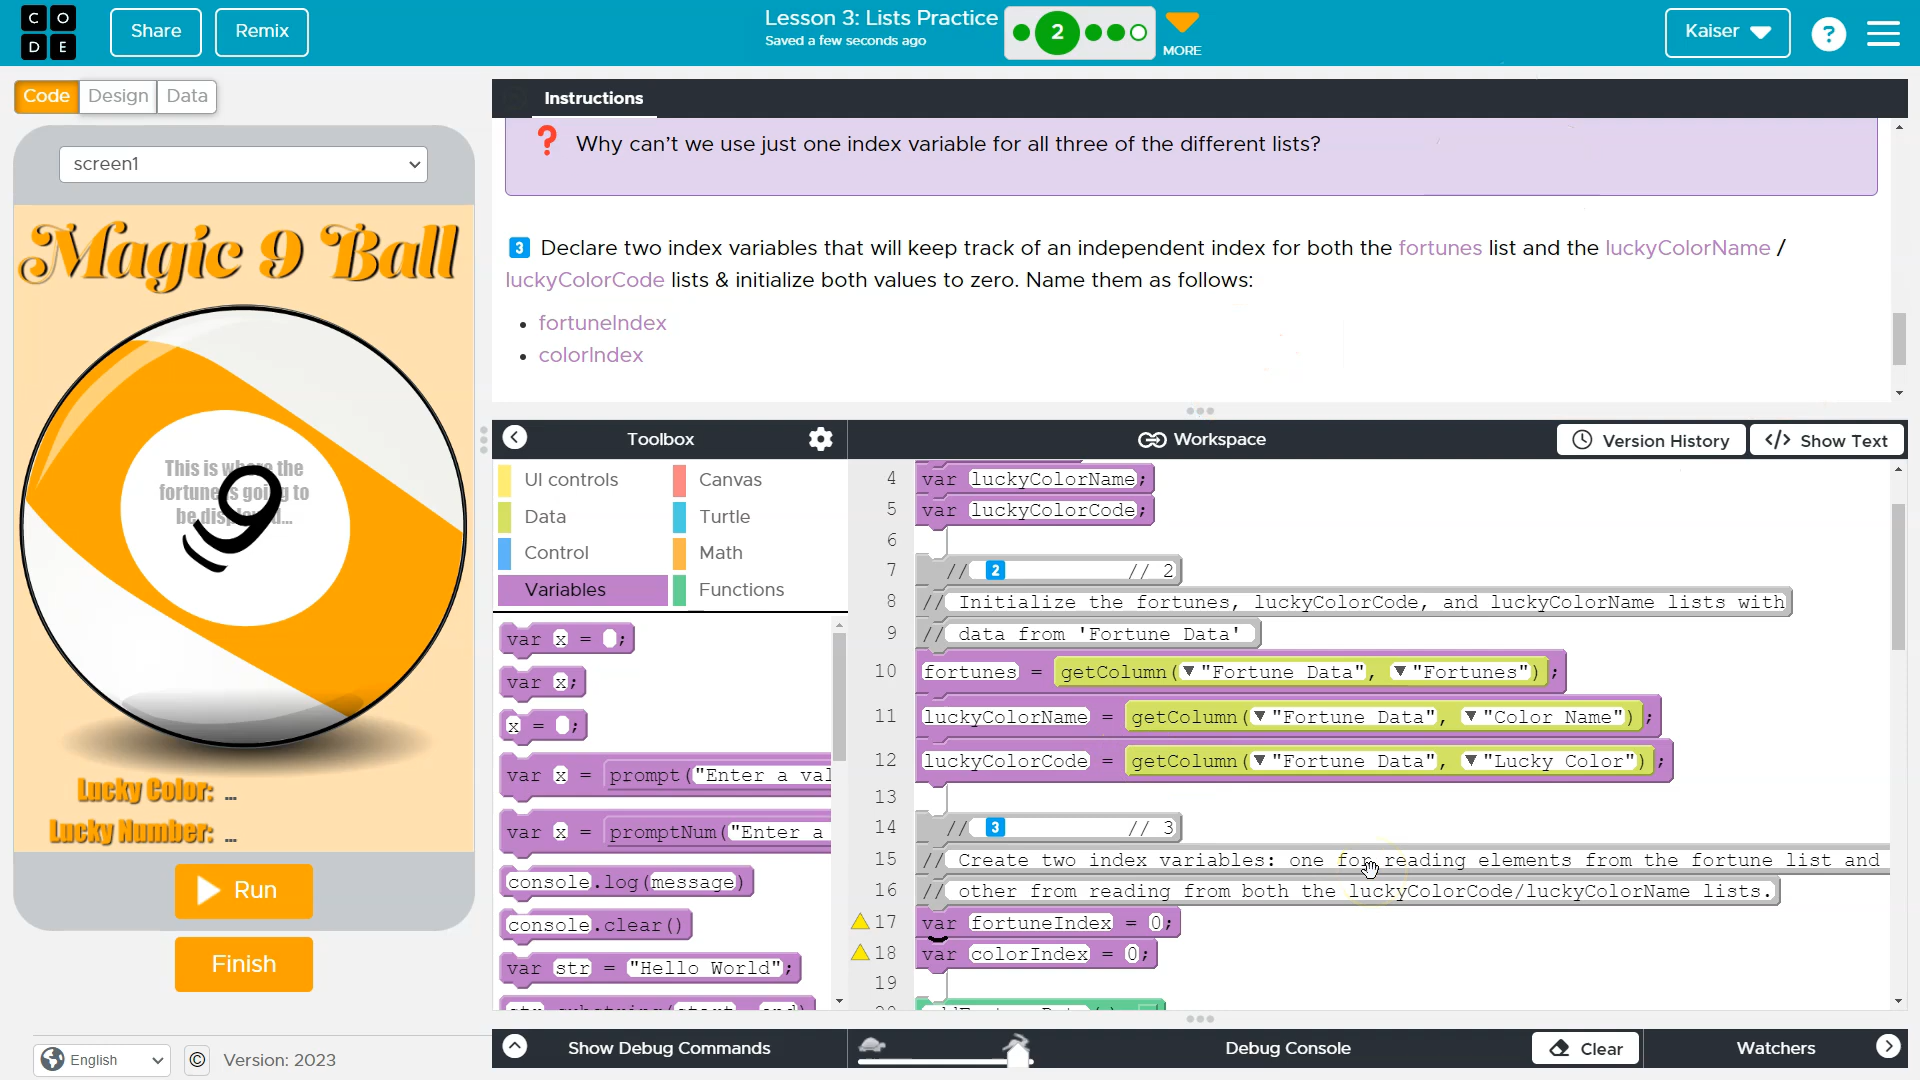 C O
D E
Share
Remix
Lesson 3: Lists Practice
Saved a few seconds ago
2
MORE
Kaiser
?
Code
Design
Data
screen1
Magic 9 Ball
9
Lucky Color: ...
Lucky Number: ...
Run
Finish
English
©
Version: 2023
Instructions
❓ Why can't we use just one index variable for all three of the different lists?
3 Declare two index variables that will keep track of an independent index for both the fortunes list and the luckyColorName /
luckyColorCode lists & initialize both values to zero. Name them as follows:
• fortuneIndex
• colorIndex
Toolbox
UI controls
Canvas
Data
Turtle
Control
Math
Variables
Functions
var x = ;
var x;
x = ;
var x = prompt("Enter a val
var x = promptNum("Enter a
console.log(message)
console.clear()
var str = "Hello World";
Workspace
Version History
</> Show Text
4 var luckyColorName;
5 var luckyColorCode;
6
7 // 2 // 2
8 // Initialize the fortunes, luckyColorCode, and luckyColorName lists with
9 // data from 'Fortune Data'
10 fortunes = getColumn(▼"Fortune Data", ▼"Fortunes");
11 luckyColorName = getColumn(▼"Fortune Data", ▼"Color Name");
12 luckyColorCode = getColumn(▼"Fortune Data", ▼"Lucky Color");
13
14 // 3 // 3
15 // Create two index variables: one for reading elements from the fortune list and
16 // other from reading from both the luckyColorCode/luckyColorName lists.
17 var fortuneIndex = 0;
18 var colorIndex = 0;
19
Show Debug Commands
Debug Console
Clear
Watchers